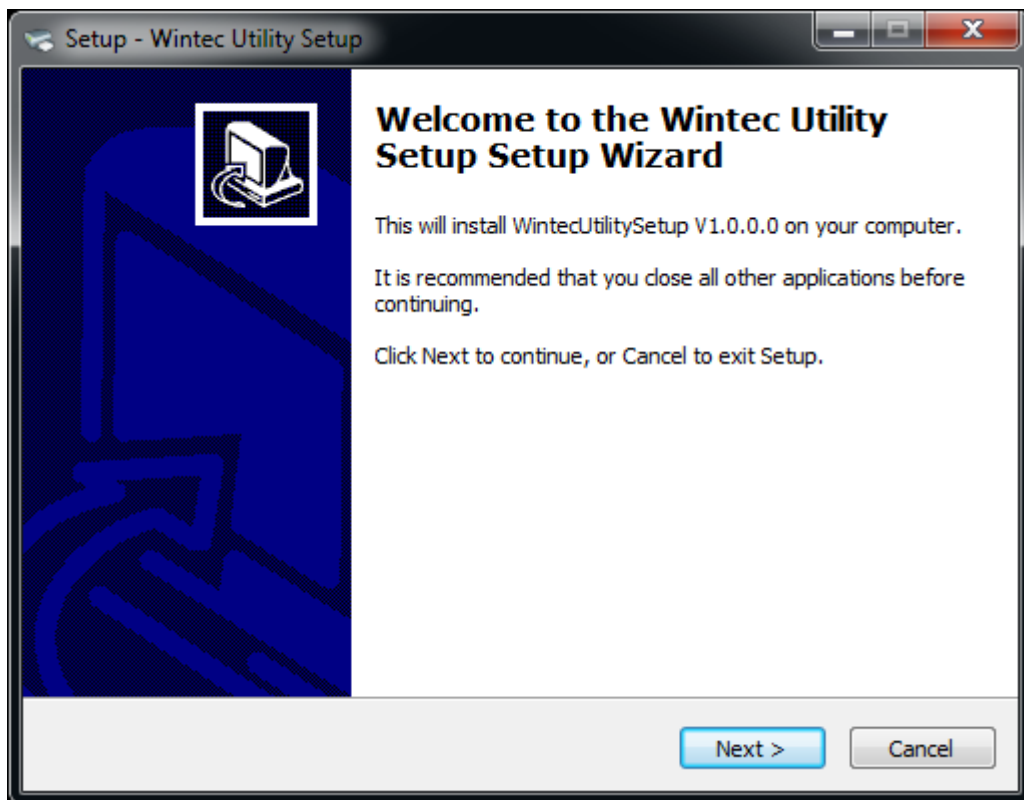 Setup - Wintec Utility Setup
Welcome to the Wintec Utility
Setup Setup Wizard
This will install WintecUtilitySetup V1.0.0.0 on your computer.
It is recommended that you close all other applications before
continuing.
Click Next to continue, or Cancel to exit Setup.
Next >
Cancel